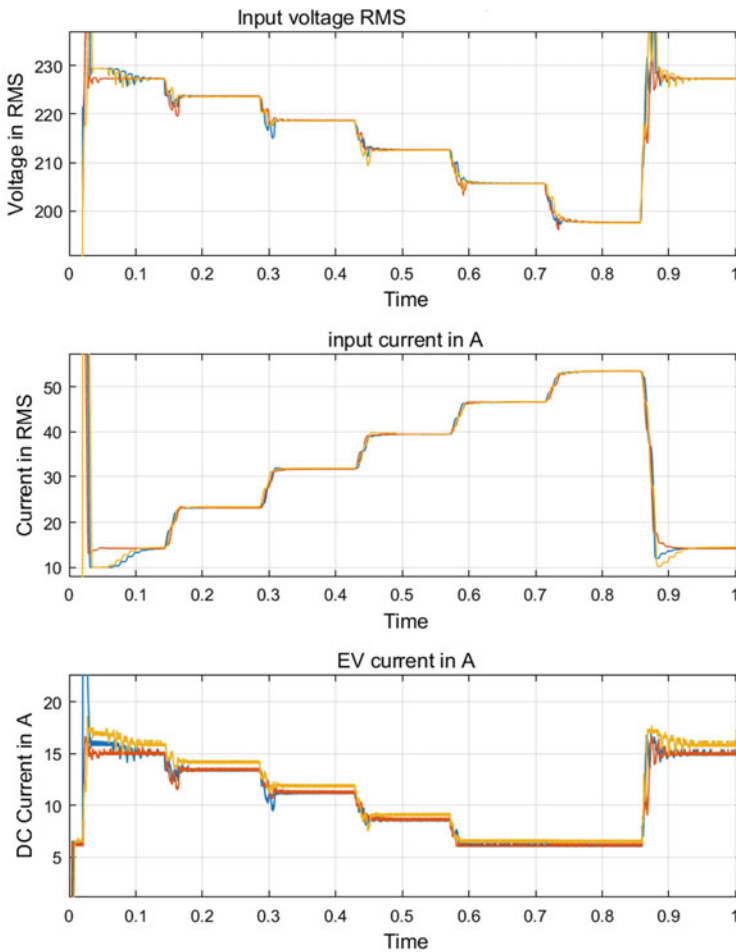 Input voltage RMS
Voltage in RMS
230
220
210
200
0 0.1 0.2 0.3 0.4 0.5 0.6 0.7 0.8 0.9 1
Time
input current in A
Current in RMS
50
40
30
20
10
0 0.1 0.2 0.3 0.4 0.5 0.6 0.7 0.8 0.9 1
Time
EV current in A
DC Current in A
20
15
10
5
0 0.1 0.2 0.3 0.4 0.5 0.6 0.7 0.8 0.9 1
Time